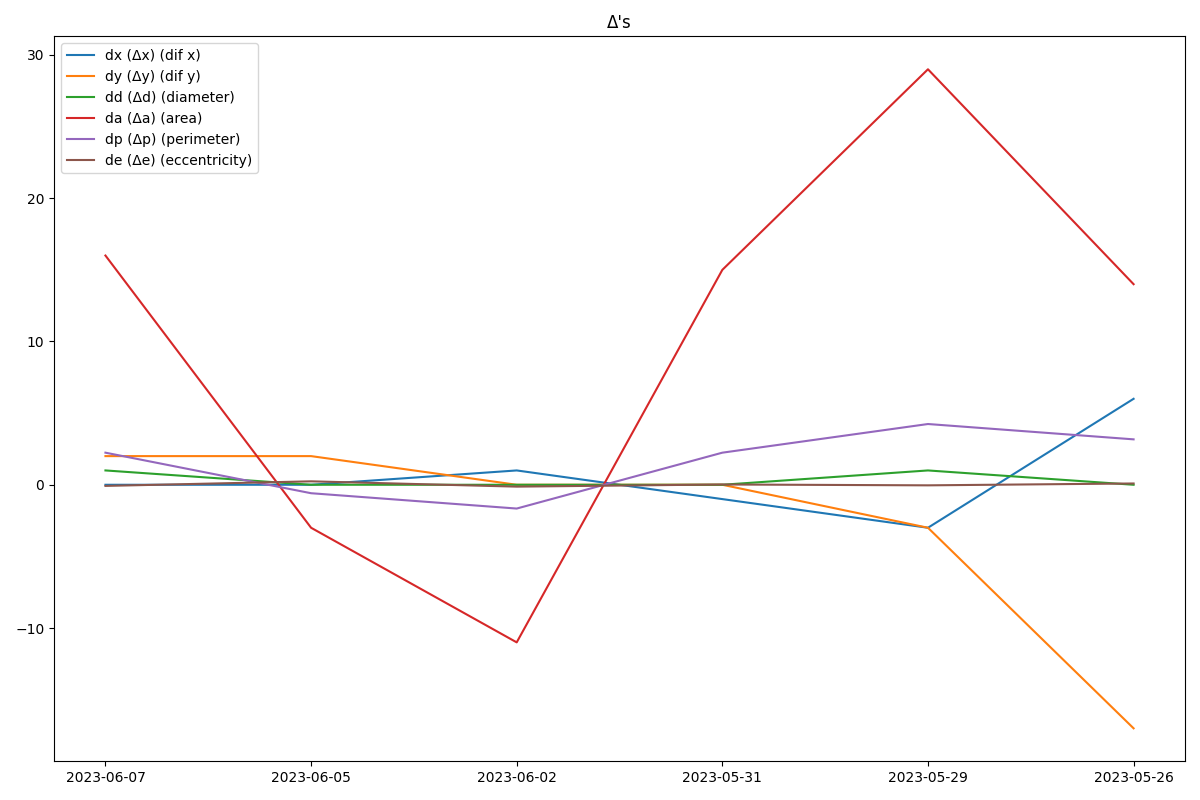 Δ's
dx (Δx) (dif x)
dy (Δy) (dif y)
dd (Δd) (diameter)
da (Δa) (area)
dp (Δp) (perimeter)
de (Δe) (eccentricity)
30
20
10
0
−10
2023-06-07 2023-06-05 2023-06-02 2023-05-31 2023-05-29 2023-05-26